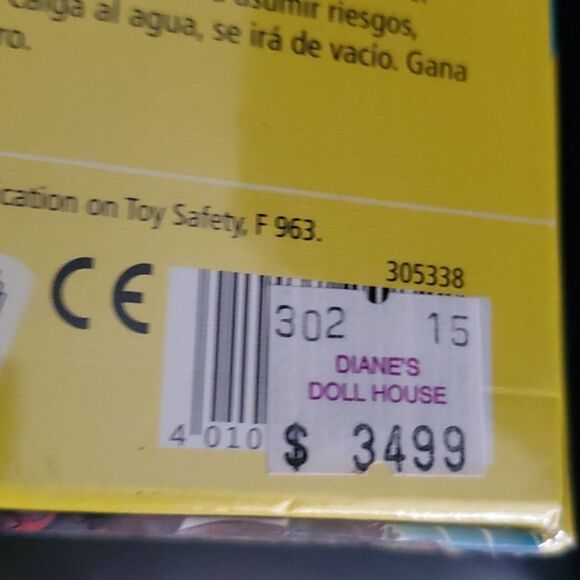 asumir riesgos,
caiga al agua, se irá de vacío. Gana
ro.
ication on Toy Safety, F 963.
CE
305338
302 15
DIANE'S
DOLL HOUSE
$ 3499
4 010